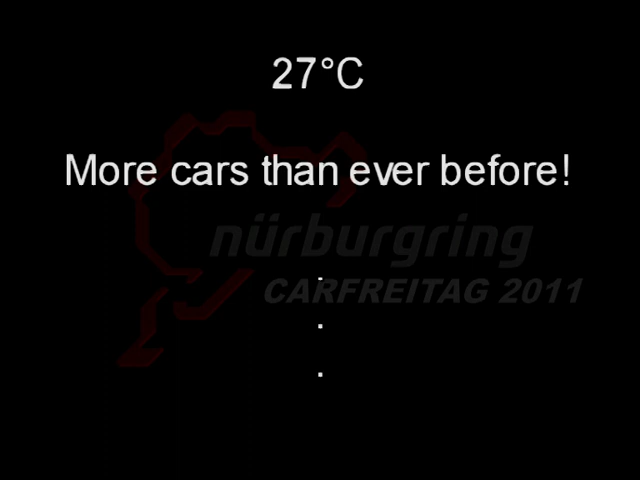 27°C
More cars than ever before!
nürburgring
.
CARFREITAG 2011
.
.